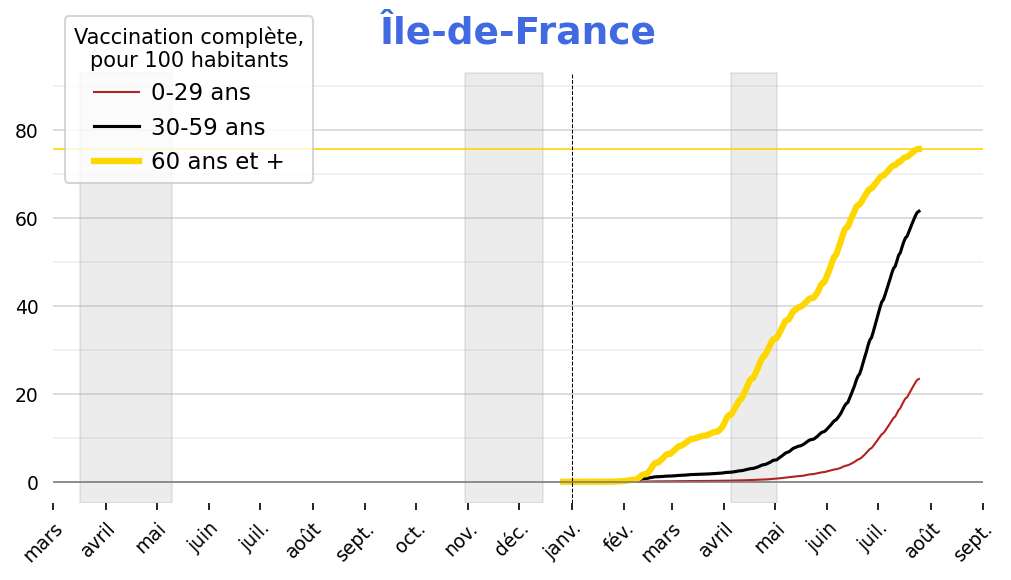 Île-de-France
Vaccination complète,
pour 100 habitants
0-29 ans
30-59 ans
60 ans et +
80
60
40
20
0
mars avril mai juin juil. août sept. oct. nov. déc. janv. fév. mars avril mai juin juil. août sept.